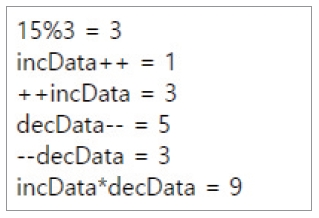 15%3 = 3
incData++ = 1
++incData = 3
decData-- = 5
--decData = 3
incData*decData = 9